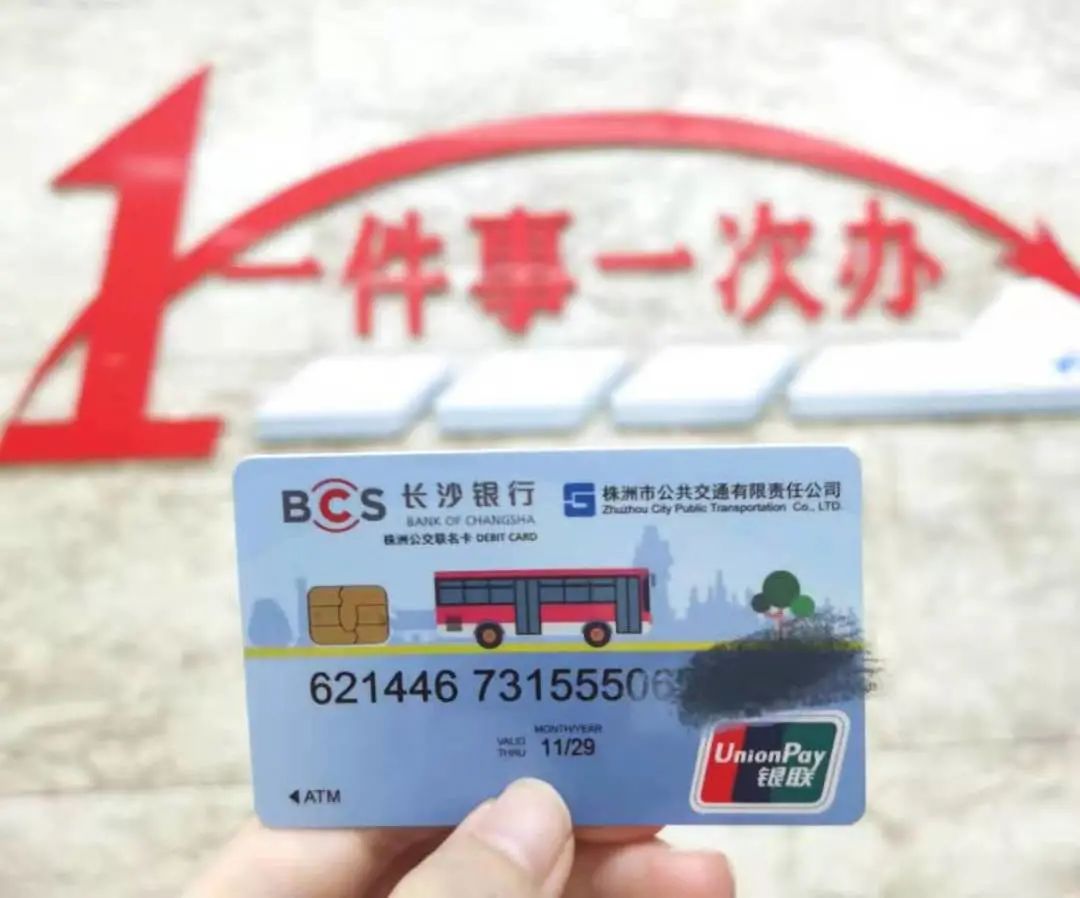 1
一件事一次办
BCS 长沙银行
BANK OF CHANGSHA
株洲公交联名卡 DEBIT CARD
株洲市公共交通有限责任公司
Zhuzhou City Public Transportation Co., LTD.
621446 73155506
MONTH/YEAR
VALID THRU 11/29
ATM
UnionPay
银联